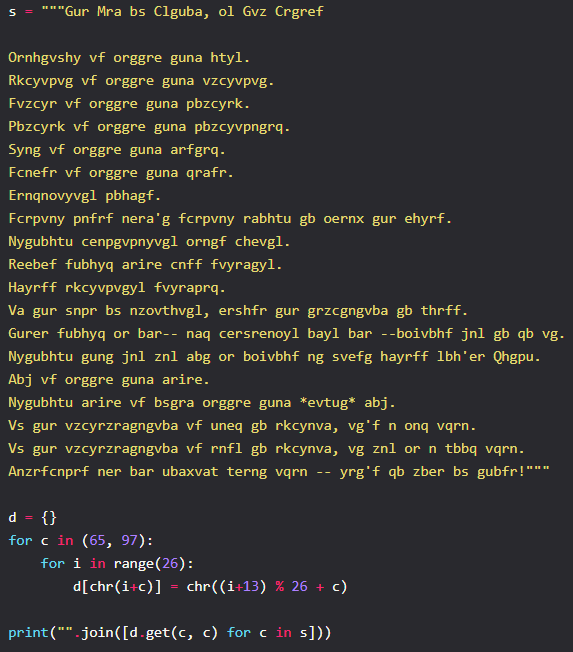 s = """Gur Mra bs Clguba, ol Gvz Crgref
Ornhgvshy vf orggre guna htyl.
Rkcyvpvg vf orggre guna vzcyvpvg.
Fvzcyr vf orggre guna pbzcyrk.
Pbzcyrk vf orggre guna pbzcyvpngrq.
Syng vf orggre guna arfgrq.
Fcnefr vf orggre guna qrafr.
Ernqnovyvgl pbhagf.
Fcrpvny pnfrf nera'g fcrpvny rabhtu gb oernx gur ehyrf.
Nygubhtu cenpgvpnyvgl orngf chevgl.
Reebef fubhyq arire cnff fvyragyl.
Hayrff rkcyvpvgyl fvyraprq.
Va gur snpr bs nzovthvgl, ershfr gur grzcgngvba gb thrff.
Gurer fubhyq or bar-- naq cersrenoyl bayl bar --boivbhf jnl gb qb vg.
Nygubhtu gung jnl znl abg or boivbhf ng svefg hayrff lbh'er Qhgpu.
Abj vf orggre guna arire.
Nygubhtu arire vf bsgra orggre guna *evtug* abj.
Vs gur vzcyrzragngvba vf uneq gb rkcynva, vg'f n onq vqrn.
Vs gur vzcyrzragngvba vf rnfl gb rkcynva, vg znl or n tbbq vqrn.
Anzrfcnprf ner bar ubaxvat terng vqrn -- yrg'f qb zber bs gubfr!"""
d = {}
for c in (65, 97):
    for i in range(26):
        d[chr(i+c)] = chr((i+13) % 26 + c)
print("".join([d.get(c, c) for c in s]))